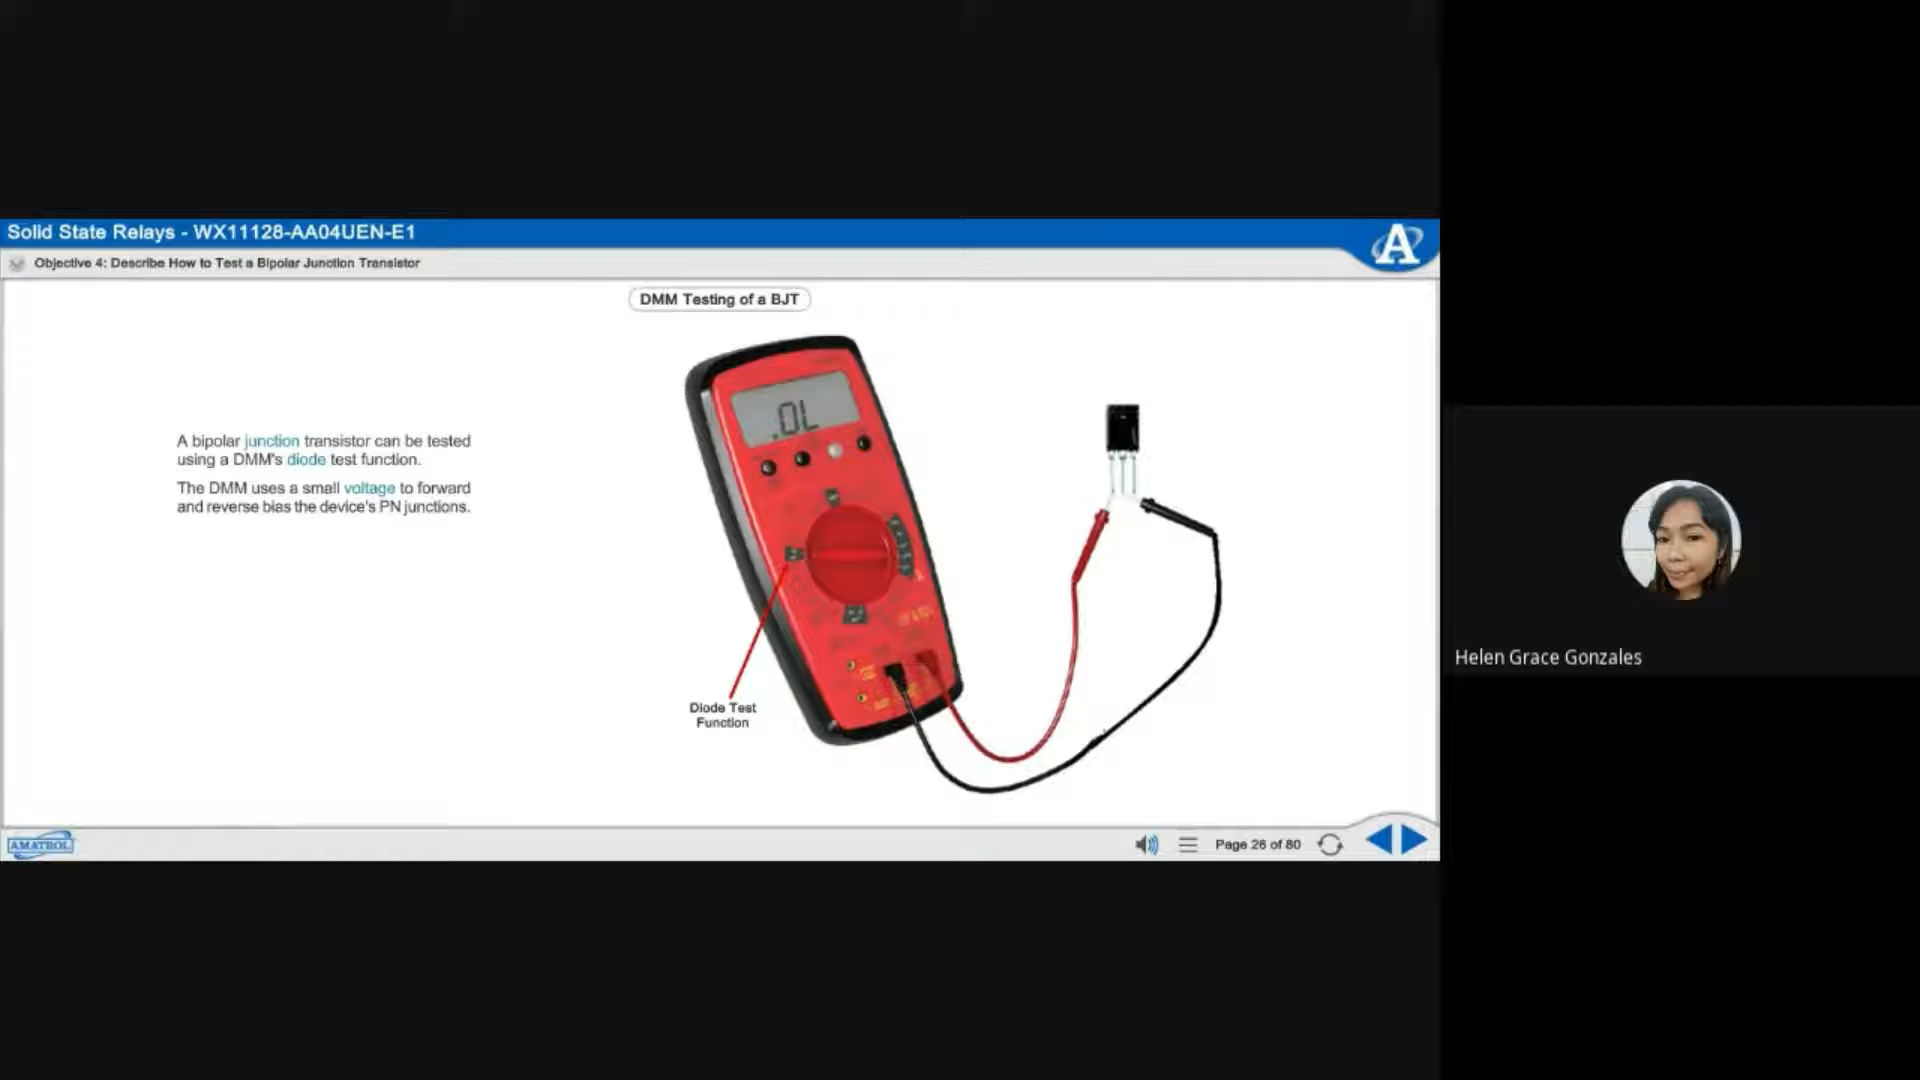 Solid State Relays - WX11128-AA04UEN-E1
Objective 4: Describe How to Test a Bipolar Junction Transistor
A
DMM Testing of a BJT
.OL
A bipolar junction transistor can be tested
using a DMM's diode test function.
The DMM uses a small voltage to forward
and reverse bias the device's PN junctions.
Diode Test
Function
Helen Grace Gonzales
AMATROL
Page 26 of 80